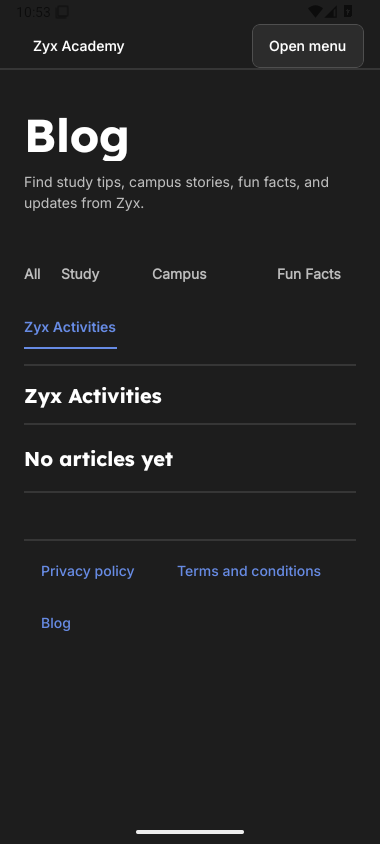 10:53
Zyx Academy
Open menu
Blog
Find study tips, campus stories, fun facts, and
updates from Zyx.
All Study Campus Fun Facts
Zyx Activities
Zyx Activities
No articles yet
Privacy policy Terms and conditions
Blog